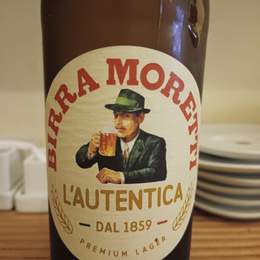 BIRRA MORETTI
L'AUTENTICA
DAL 1859
PREMIUM LAGER